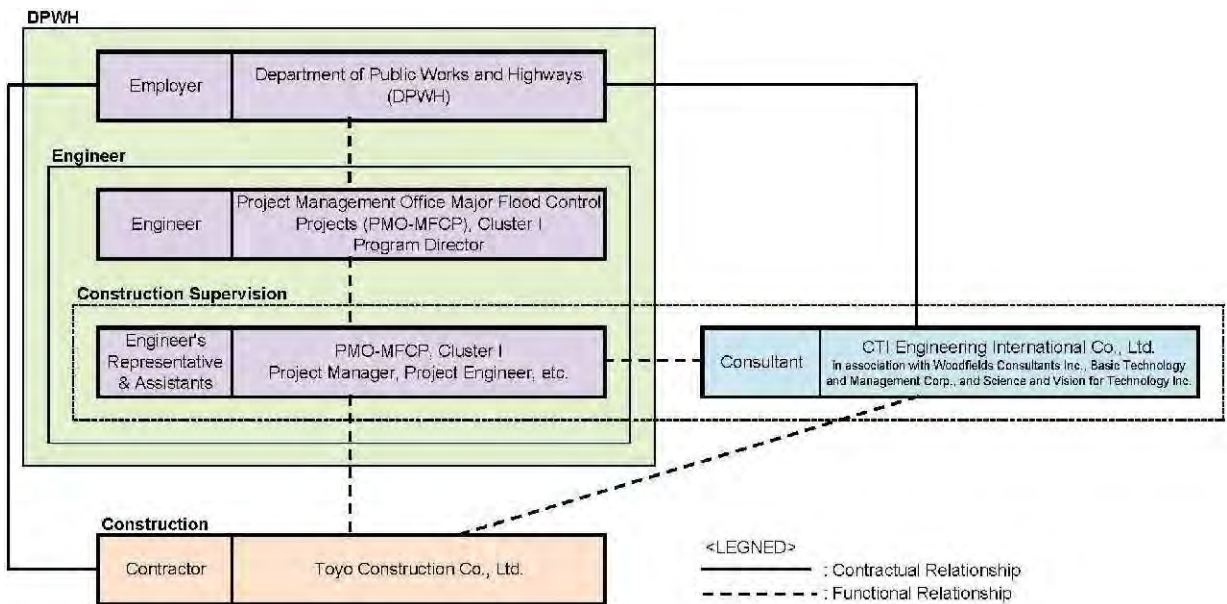 DPWH
Employer
Department of Public Works and Highways
(DPWH)
Engineer
Engineer
Project Management Office Major Flood Control
Projects (PMO-MFCP), Cluster I
Program Director
Construction Supervision
Engineer's
Representative
& Assistants
PMO-MFCP, Cluster I
Project Manager, Project Engineer, etc.
Consultant
CTI Engineering International Co., Ltd.
in association with Woodfields Consultants Inc., Basic Technology
and Management Corp., and Science and Vision for Technology Inc.
Construction
Contractor
Toyo Construction Co., Ltd.
<LEGNED>
: Contractual Relationship
: Functional Relationship